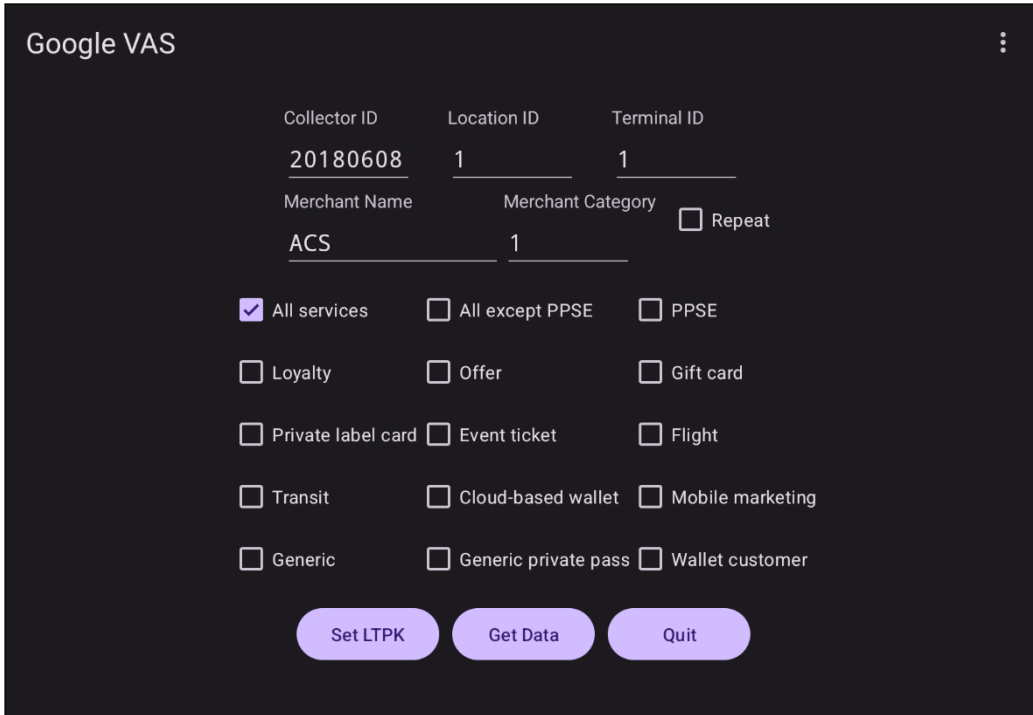 Google VAS
Collector ID Location ID Terminal ID
20180608 1 1
Merchant Name Merchant Category
Repeat
ACS 1
All services All except PPSE PPSE
Loyalty Offer Gift card
Private label card Event ticket Flight
Transit Cloud-based wallet Mobile marketing
Generic Generic private pass Wallet customer
Set LTPK Get Data Quit